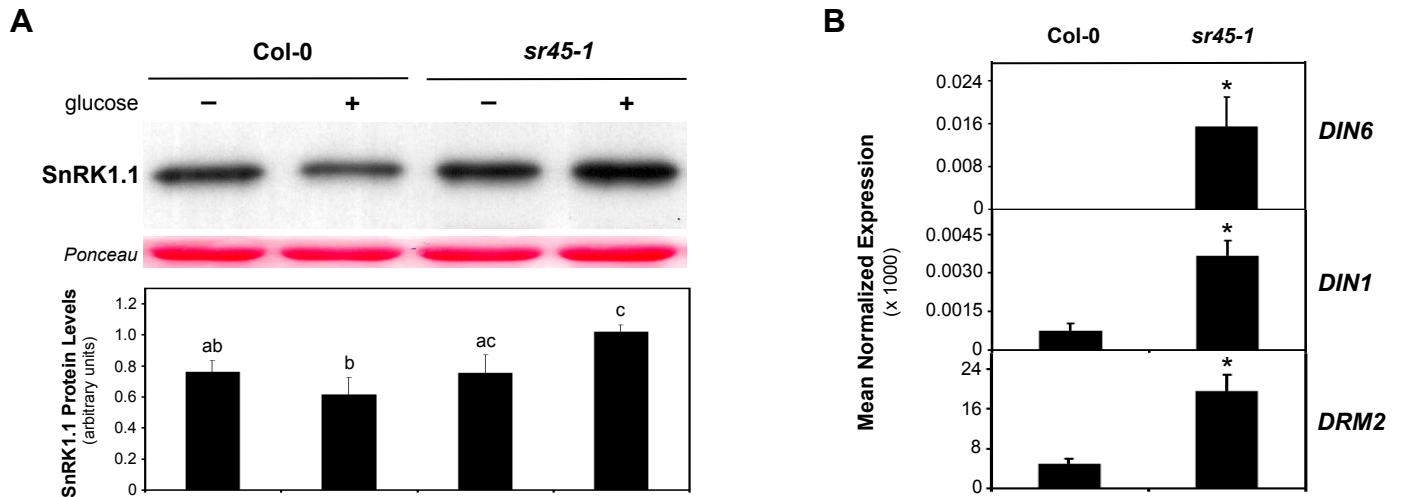 A
Col-0 sr45-1
glucose − + − +
SnRK1.1
Ponceau
SnRK1.1 Protein Levels
(arbitrary units)
1.2
1.0
0.8
0.6
0.4
0.2
0
ab b ac c
B
Col-0 sr45-1
Mean Normalized Expression
(x 1000)
0.024
0.016
0.008
0
*
DIN6
0.0045
0.0030
0.0015
0
*
DIN1
24
16
8
0
*
DRM2